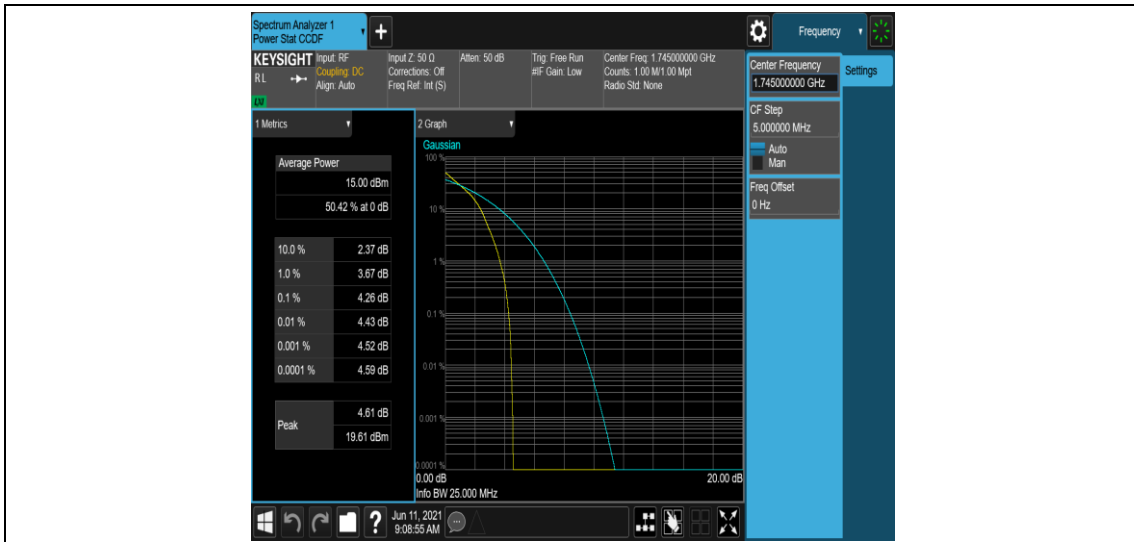 Spectrum Analyzer 1
Power Stat CCDF
+
Frequency
KEYSIGHT
RL
LXI
Input: RF
Coupling: DC
Align: Auto
Input Z: 50 Ω
Corrections: Off
Freq Ref: Int (S)
Atten: 50 dB
Trig: Free Run
#IF Gain: Low
Center Freq: 1.745000000 GHz
Counts: 1.00 M/1.00 Mpt
Radio Std: None
Center Frequency
1.745000000 GHz
Settings
CF Step
5.000000 MHz
Auto
Man
Freq Offset
0 Hz
1 Metrics
Average Power
15.00 dBm
50.42 % at 0 dB
10.0 % 2.37 dB
1.0 % 3.67 dB
0.1 % 4.26 dB
0.01 % 4.43 dB
0.001 % 4.52 dB
0.0001 % 4.59 dB
Peak
4.61 dB
19.61 dBm
2 Graph
Gaussian
100 %
10 %
1 %
0.1 %
0.01 %
0.001 %
0.0001 %
0.00 dB 20.00 dB
Info BW 25.000 MHz
?
Jun 11, 2021
9:08:55 AM